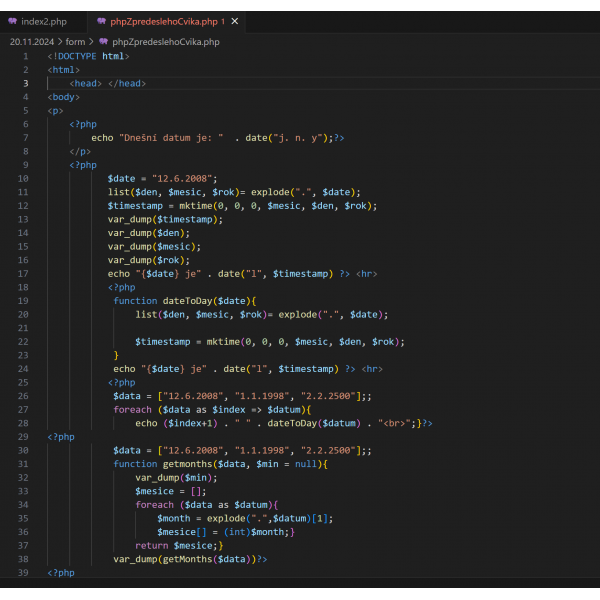 index2.php phpZpredeslehoCvika.php 1 ×
20.11.2024 > form > phpZpredeslehoCvika.php
1 <!DOCTYPE html>
2 <html>
3 <head> </head>
4 <body>
5 <p>
6 <?php
7 echo "Dnešní datum je: " . date("j. n. y");?>
8 </p>
9 <?php
10 $date = "12.6.2008";
11 list($den, $mesic, $rok)= explode(".", $date);
12 $timestamp = mktime(0, 0, 0, $mesic, $den, $rok);
13 var_dump($timestamp);
14 var_dump($den);
15 var_dump($mesic);
16 var_dump($rok);
17 echo "{$date} je" . date("l", $timestamp) ?> <hr>
18 <?php
19 function dateToDay($date){
20 list($den, $mesic, $rok)= explode(".", $date);
21
22 $timestamp = mktime(0, 0, 0, $mesic, $den, $rok);
23 }
24 echo "{$date} je" . date("l", $timestamp) ?> <hr>
25 <?php
26 $data = ["12.6.2008", "1.1.1998", "2.2.2500"];;
27 foreach ($data as $index => $datum){
28 echo ($index+1) . " " . dateToDay($datum) . "<br>";}?>
29 <?php
30 $data = ["12.6.2008", "1.1.1998", "2.2.2500"];;
31 function getmonths($data, $min = null){
32 var_dump($min);
33 $mesice = [];
34 foreach ($data as $datum){
35 $month = explode(".",$datum)[1];
36 $mesice[] = (int)$month;}
37 return $mesice;}
38 var_dump(getMonths($data))?>
39 <?php